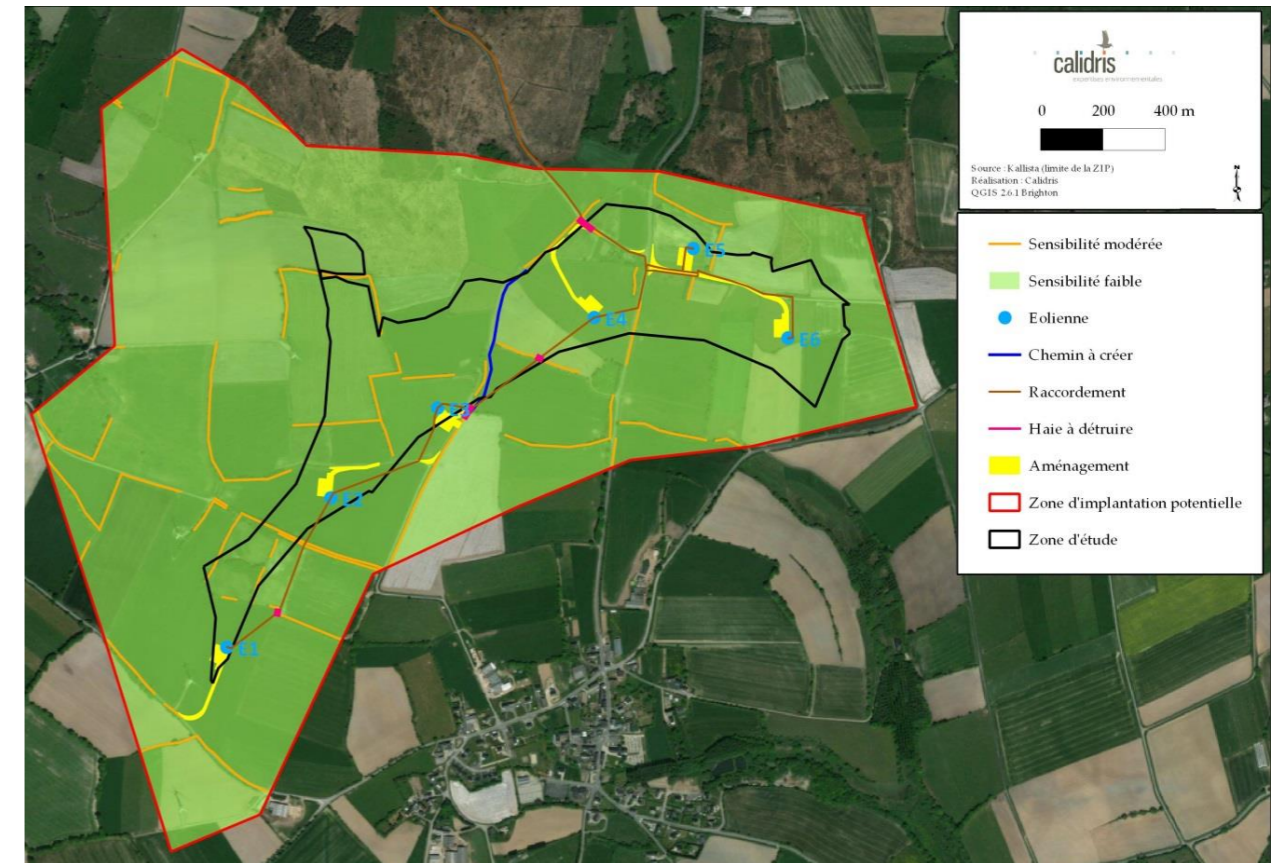 calidris
expertises environnementales
0 200 400 m
Source : Kallista (limite de la ZIP)
Réalisation : Calidris
QGIS 2.6.1 Brighton
N
Sensibilité modérée
Sensibilité faible
Eolienne
Chemin à créer
Raccordement
Haie à détruire
Aménagement
Zone d'implantation potentielle
Zone d'étude
E5
E4
E6
E3
E2
E1